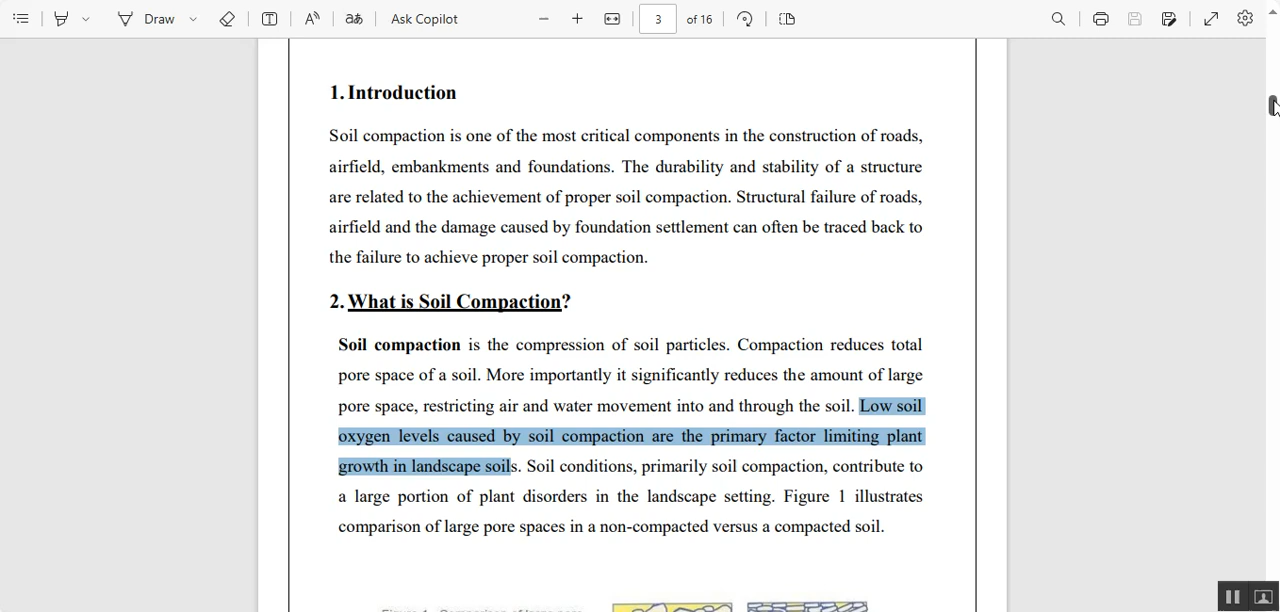 Draw
aあ
Ask Copilot
3
of 16
1. Introduction
Soil compaction is one of the most critical components in the construction of roads,
airfield, embankments and foundations. The durability and stability of a structure
are related to the achievement of proper soil compaction. Structural failure of roads,
airfield and the damage caused by foundation settlement can often be traced back to
the failure to achieve proper soil compaction.
2. What is Soil Compaction?
Soil compaction is the compression of soil particles. Compaction reduces total
pore space of a soil. More importantly it significantly reduces the amount of large
pore space, restricting air and water movement into and through the soil. Low soil
oxygen levels caused by soil compaction are the primary factor limiting plant
growth in landscape soils. Soil conditions, primarily soil compaction, contribute to
a large portion of plant disorders in the landscape setting. Figure 1 illustrates
comparison of large pore spaces in a non-compacted versus a compacted soil.